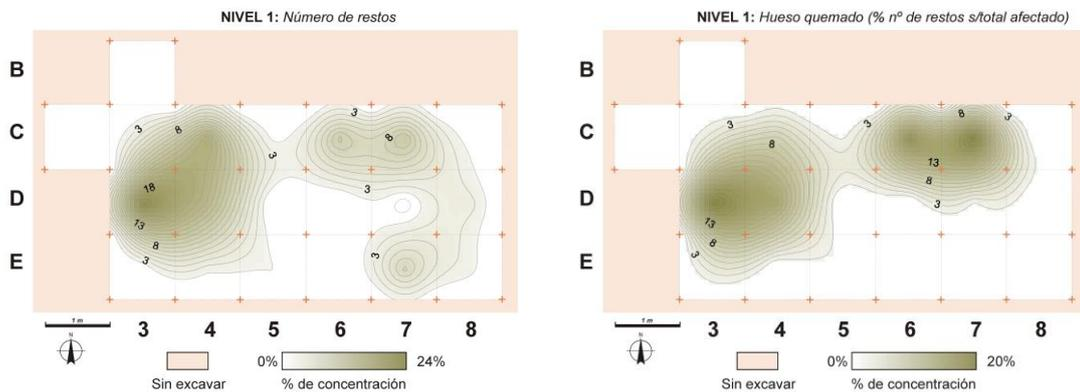 NIVEL 1: Número de restos
B
C
D
E
3
8
3
8
3
18
3
13
8
3
3
1 m
N
3 4 5 6 7 8
Sin excavar
0% 24%
% de concentración
NIVEL 1: Hueso quemado (% nº de restos s/total afectado)
B
C
D
E
3
8
3
8
3
13
8
3
13
8
3
1 m
N
3 4 5 6 7 8
Sin excavar
0% 20%
% de concentración